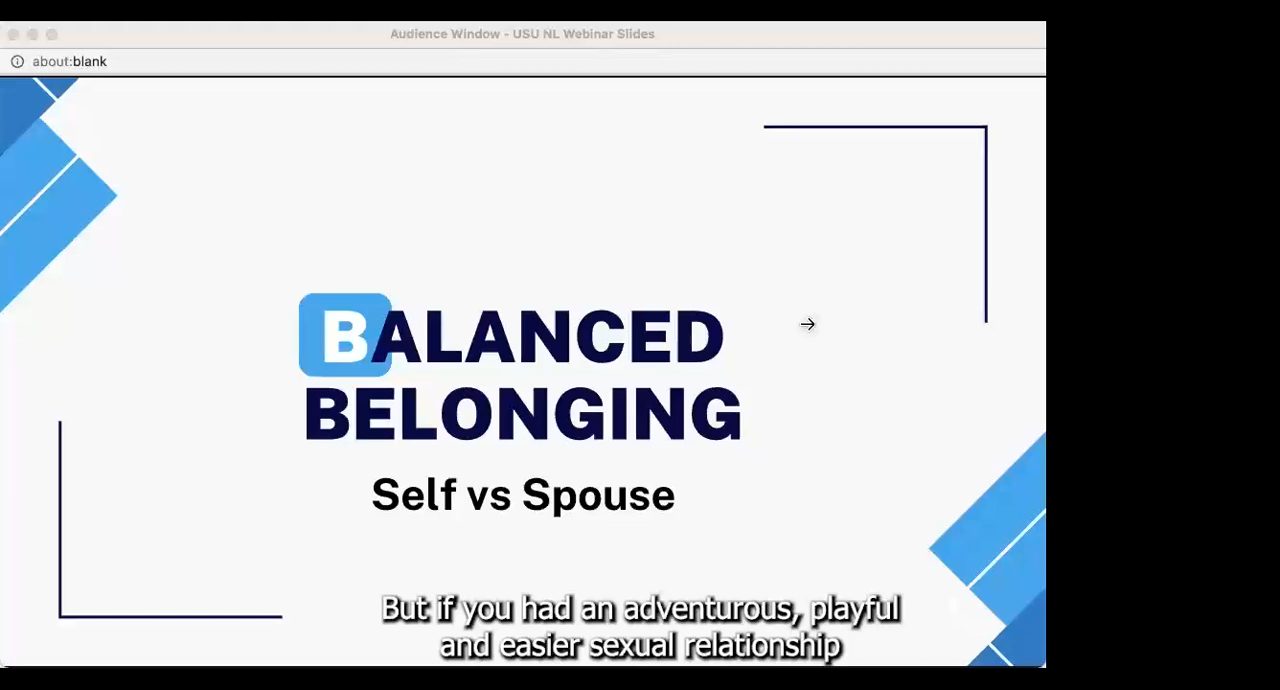 Audience Window - USU NL Webinar Slides
about:blank
BALANCED
BELONGING
Self vs Spouse
But if you had an adventurous, playful
and easier sexual relationship